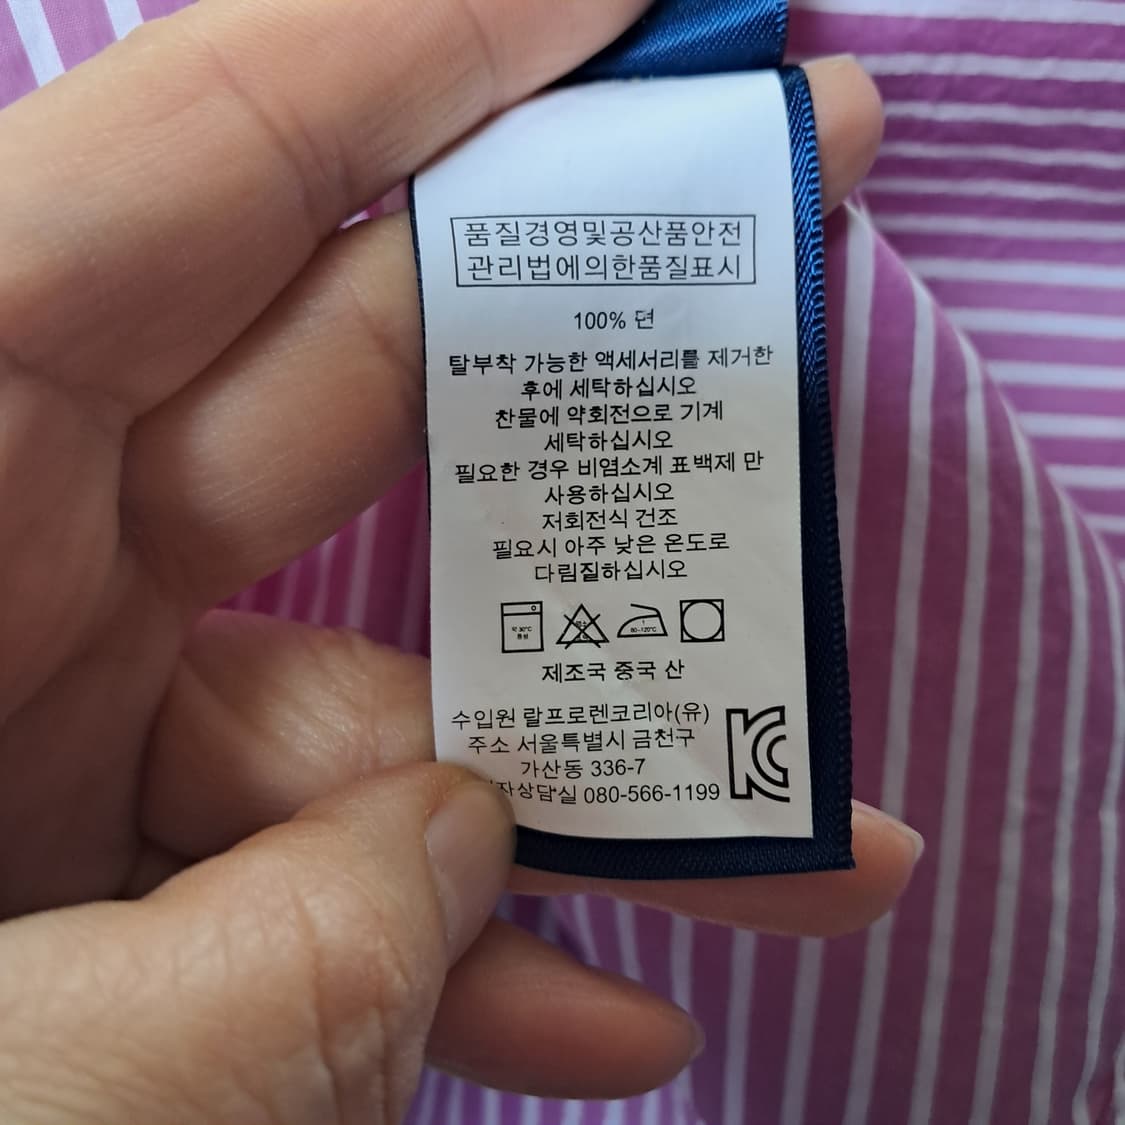 품질경영및공산품안전
관리법에의한품질표시
100% 면
탈부착 가능한 액세서리를 제거한
후에 세탁하십시오
찬물에 약회전으로 기계
세탁하십시오
필요한 경우 비염소계 표백제 만
사용하십시오
저회전식 건조
필요시 아주 낮은 온도로
다림질하십시오
약 30°C
80~120°C
제조국 중국 산
수입원 랄프로렌코리아(유)
주소 서울특별시 금천구
가산동 336-7
080-566-1199
KC